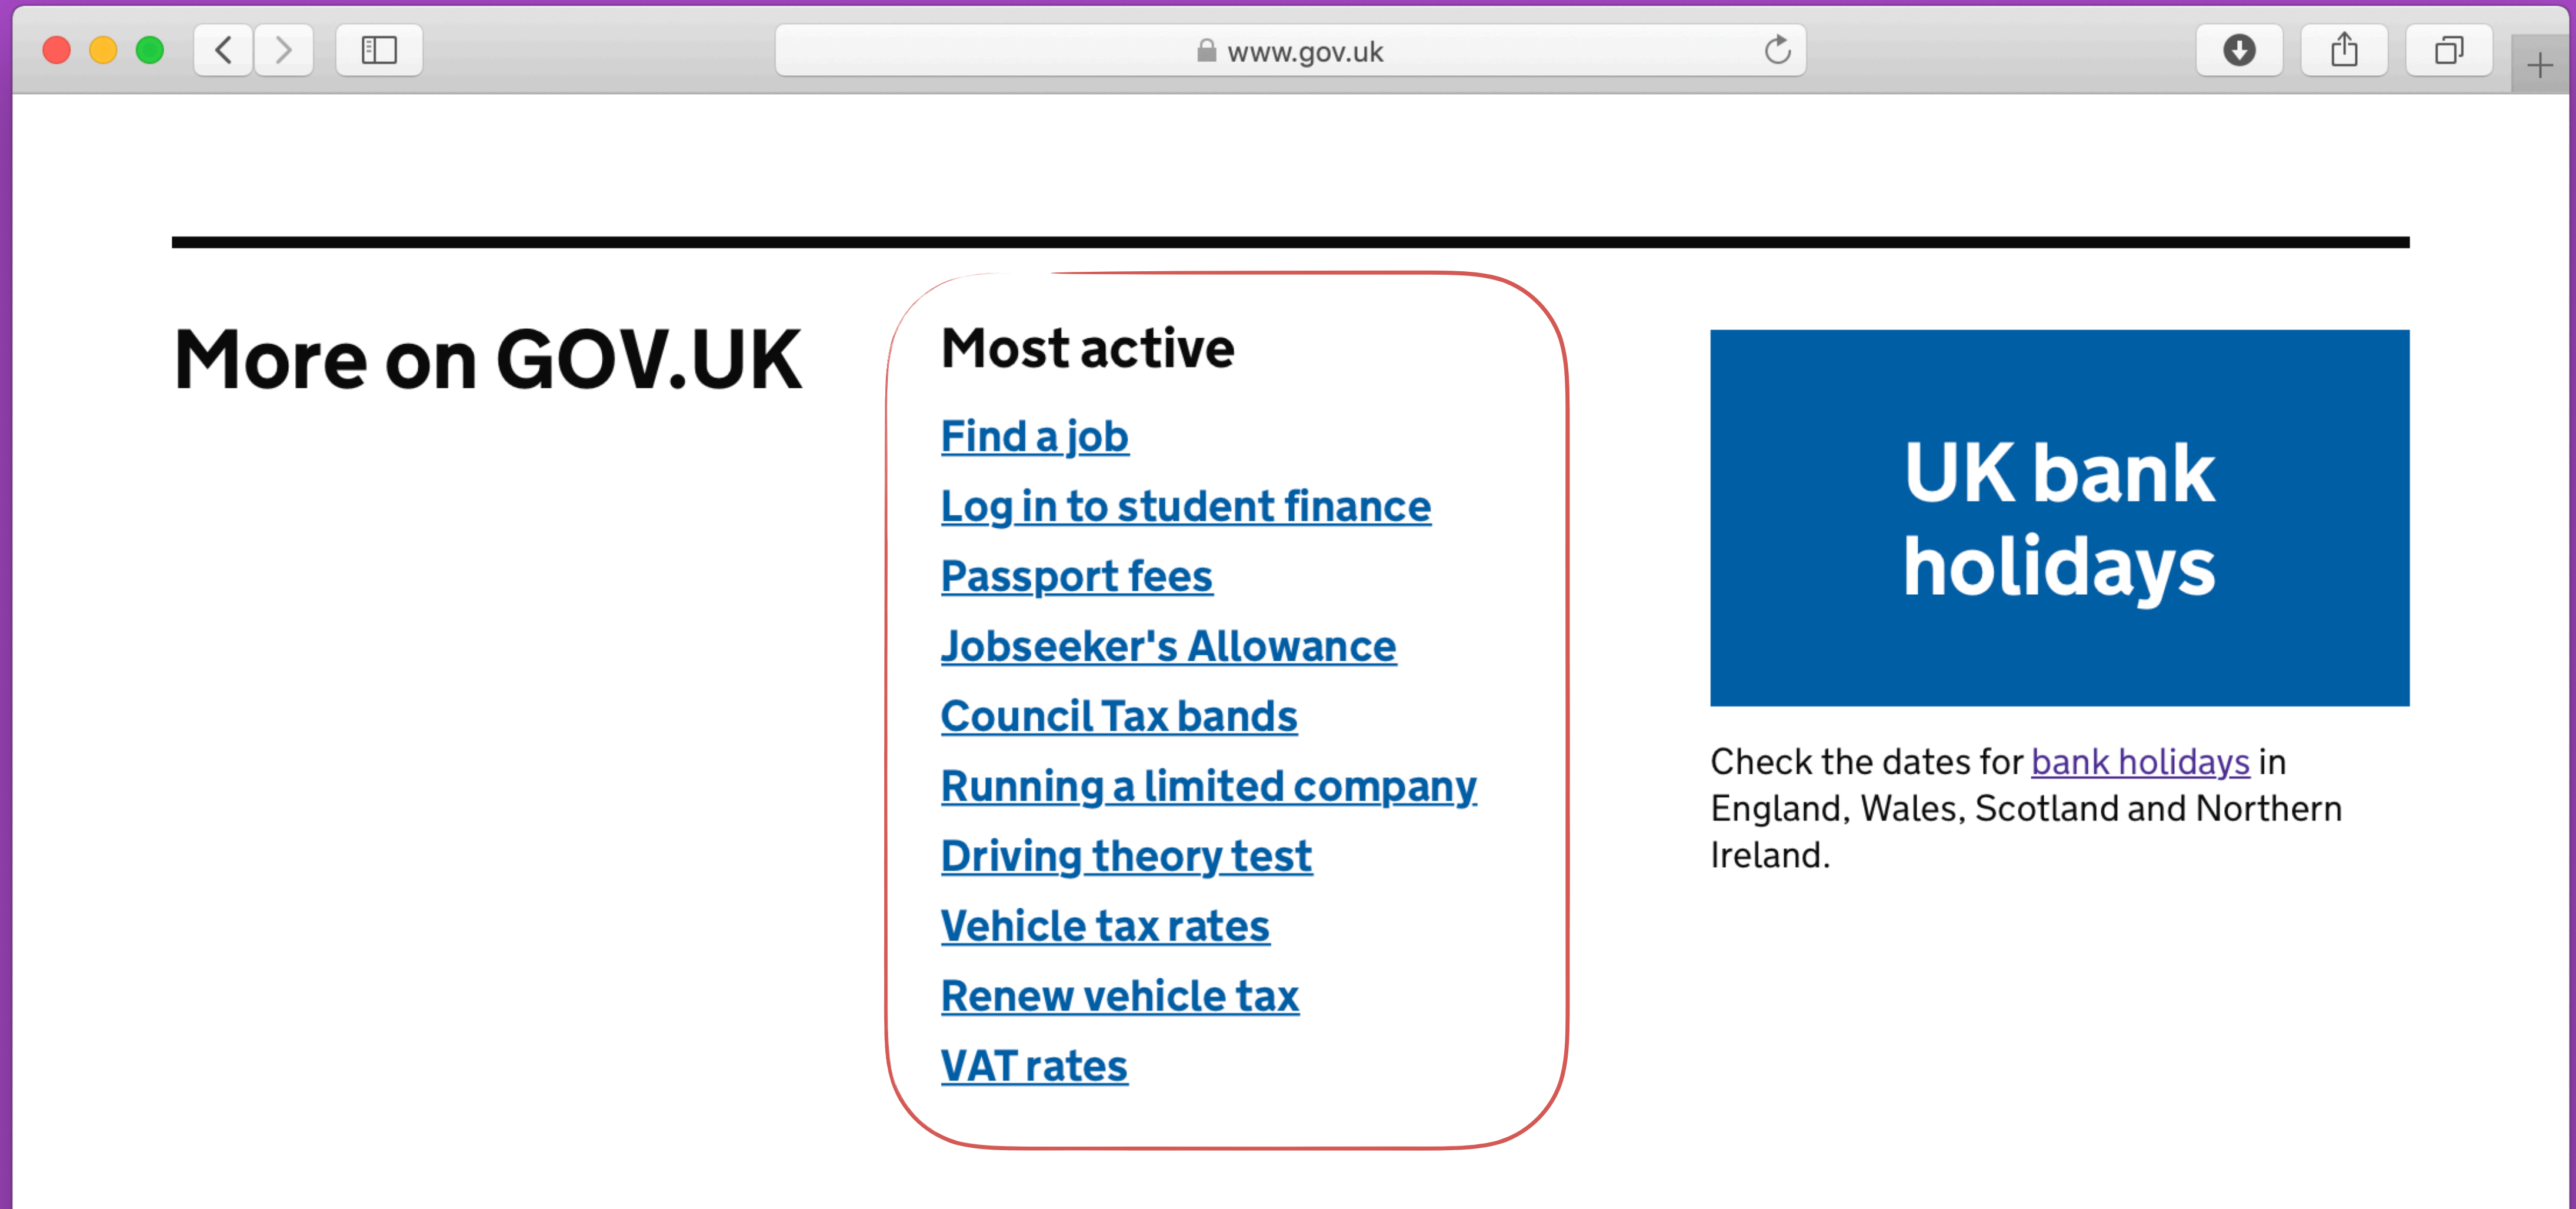 www.gov.uk
More on GOV.UK
Most active
Find a job
Log in to student finance
Passport fees
Jobseeker's Allowance
Council Tax bands
Running a limited company
Driving theory test
Vehicle tax rates
Renew vehicle tax
VAT rates
UK bank
holidays
Check the dates for bank holidays in
England, Wales, Scotland and Northern
Ireland.